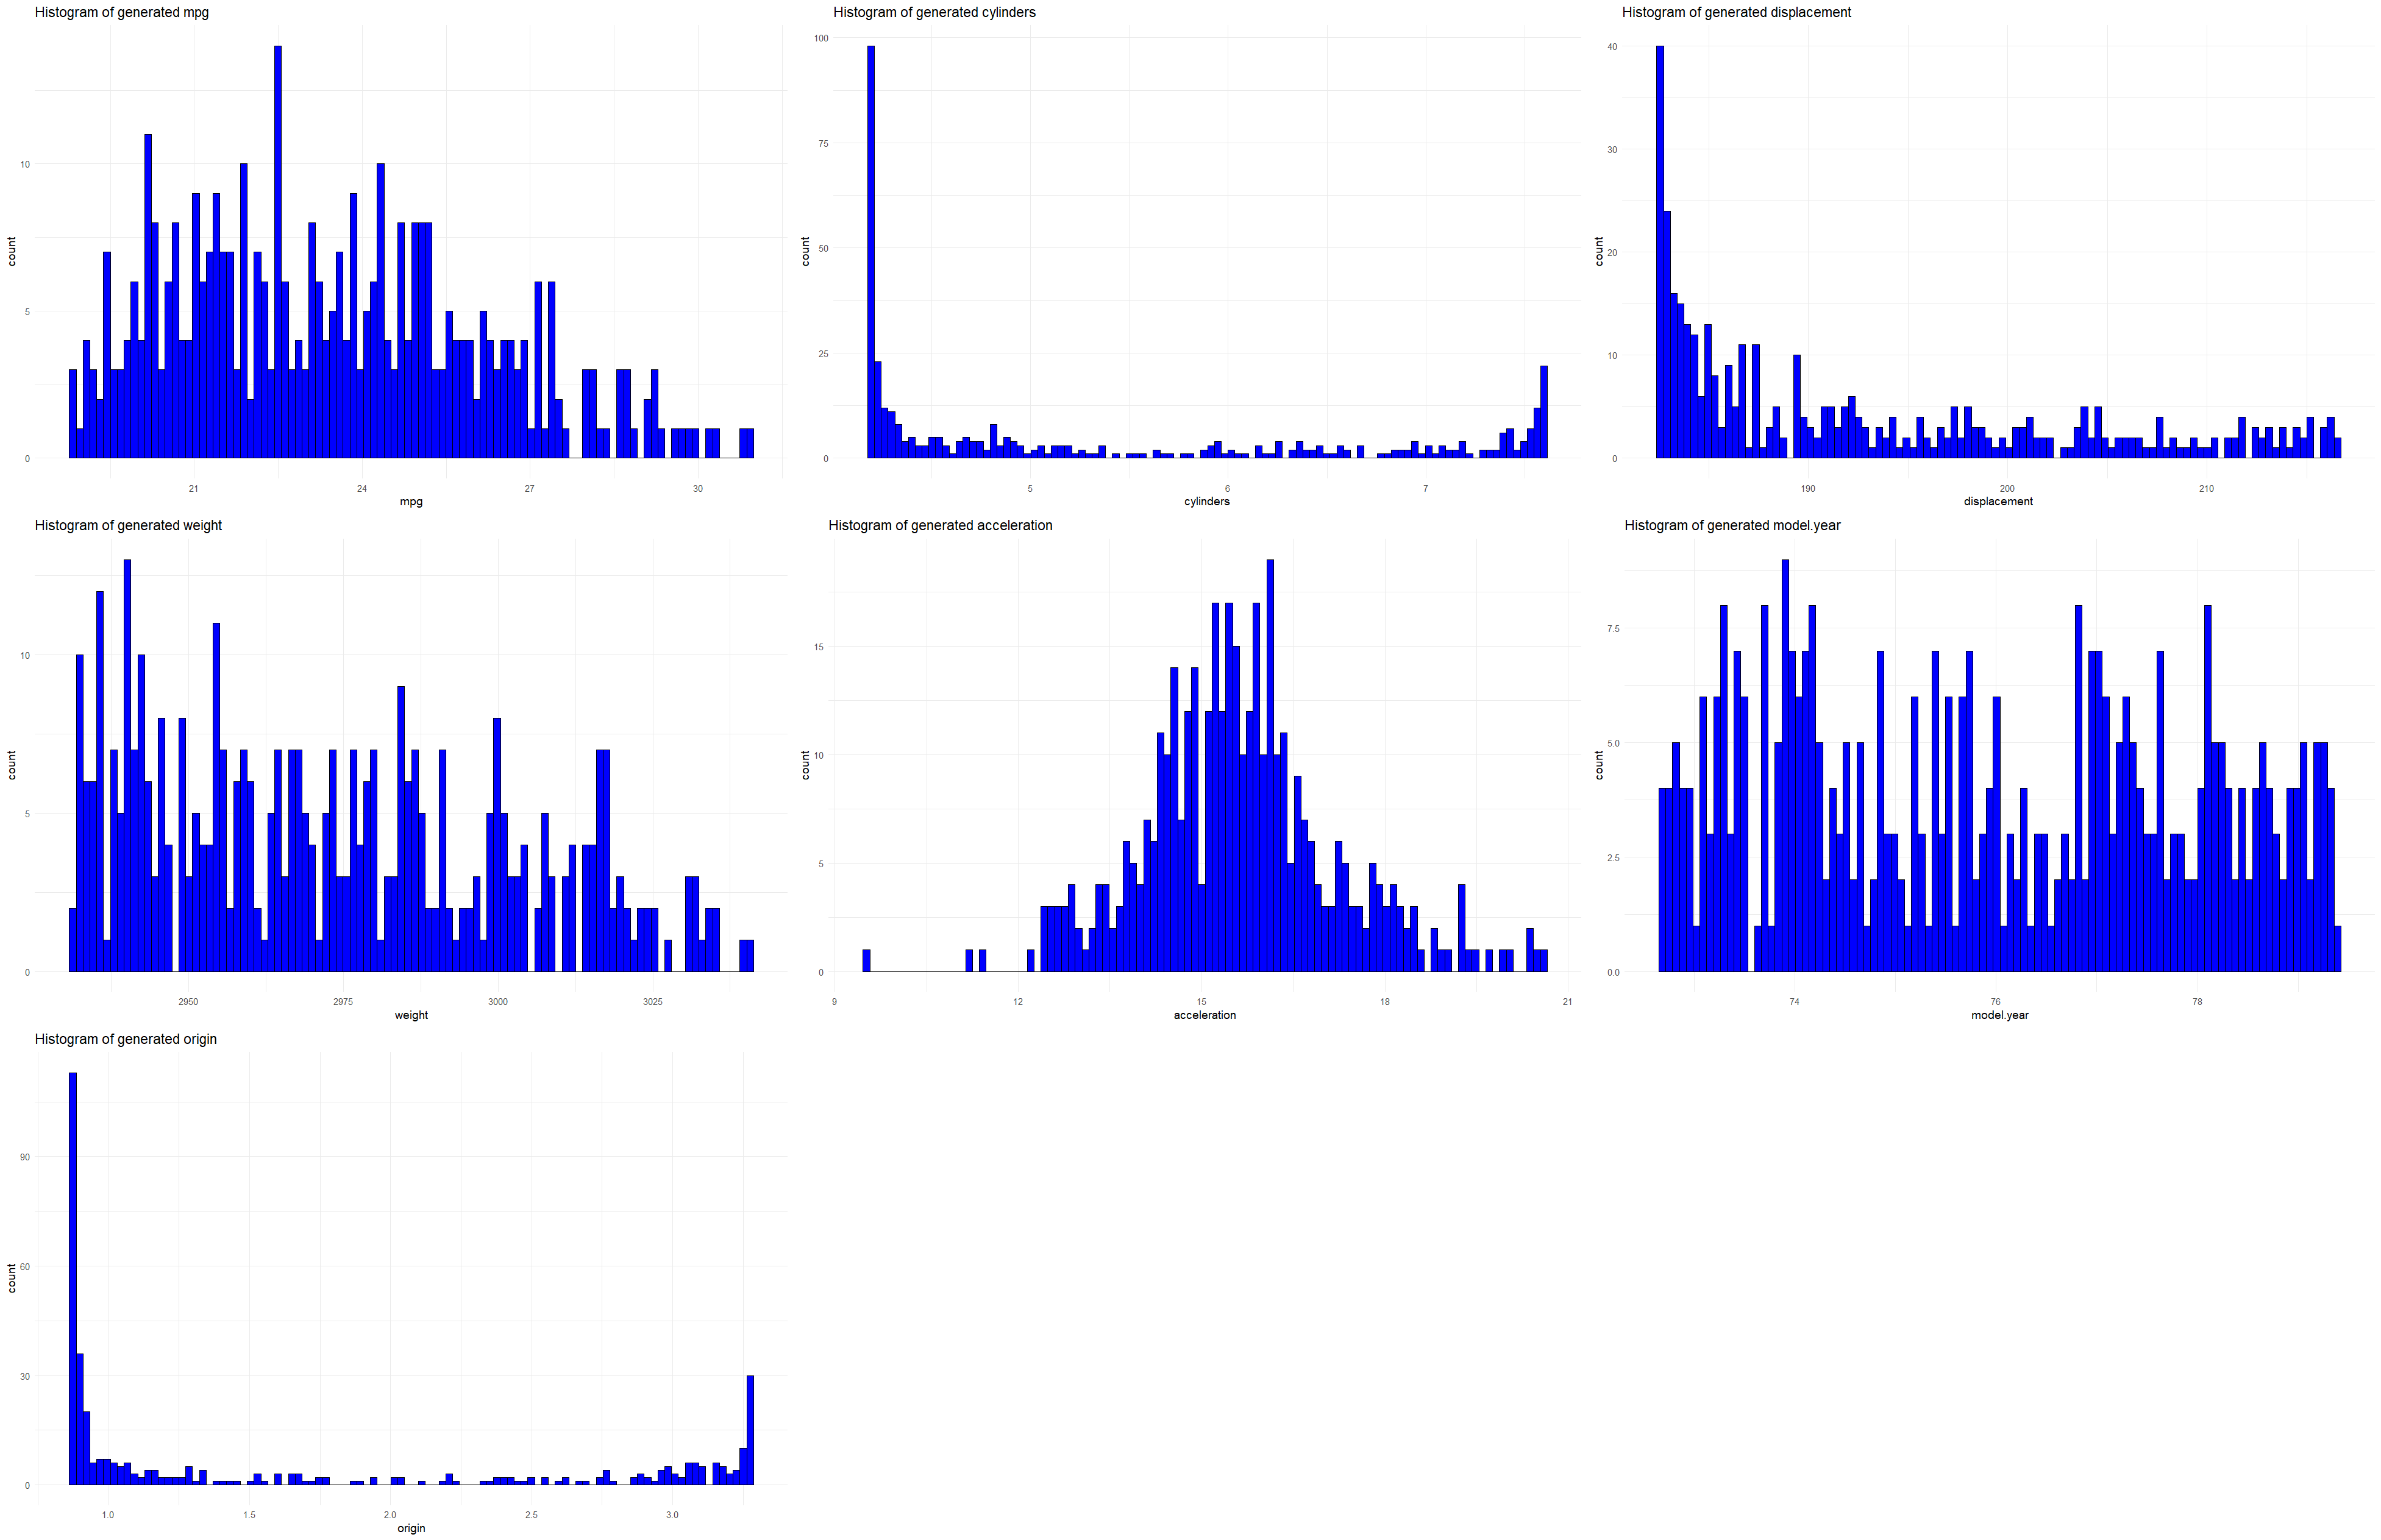 Histogram of generated mpg
count
10
5
0
21 24 27 30
mpg
Histogram of generated cylinders
count
100
75
50
25
0
5 6 7
cylinders
Histogram of generated displacement
count
40
30
20
10
0
190 200 210
displacement
Histogram of generated weight
count
10
5
0
2950 2975 3000 3025
weight
Histogram of generated acceleration
count
15
10
5
0
9 12 15 18 21
acceleration
Histogram of generated model.year
count
7.5
5.0
2.5
0.0
74 76 78
model.year
Histogram of generated origin
count
90
60
30
0
1.0 1.5 2.0 2.5 3.0
origin